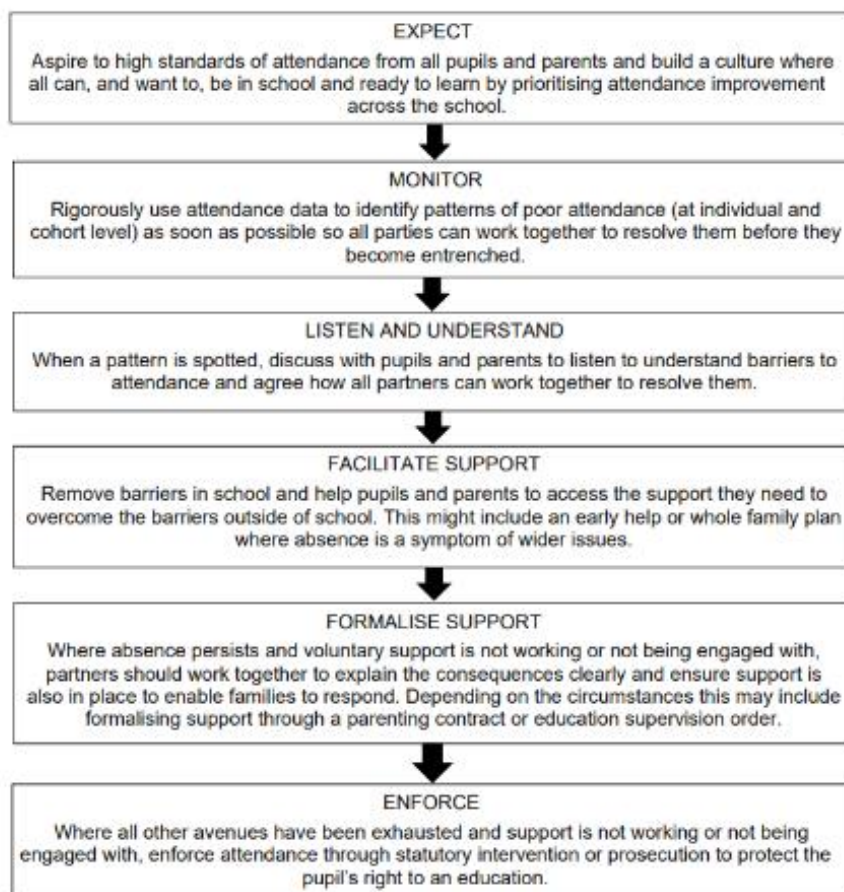 EXPECT
Aspire to high standards of attendance from all pupils and parents and build a culture where
all can, and want to, be in school and ready to learn by prioritising attendance improvement
across the school.
MONITOR
Rigorously use attendance data to identify patterns of poor attendance (at individual and
cohort level) as soon as possible so all parties can work together to resolve them before they
become entrenched.
LISTEN AND UNDERSTAND
When a pattern is spotted, discuss with pupils and parents to listen to understand barriers to
attendance and agree how all partners can work together to resolve them.
FACILITATE SUPPORT
Remove barriers in school and help pupils and parents to access the support they need to
overcome the barriers outside of school. This might include an early help or whole family plan
where absence is a symptom of wider issues.
FORMALISE SUPPORT
Where absence persists and voluntary support is not working or not being engaged with,
partners should work together to explain the consequences clearly and ensure support is
also in place to enable families to respond. Depending on the circumstances this may include
formalising support through a parenting contract or education supervision order.
ENFORCE
Where all other avenues have been exhausted and support is not working or not being
engaged with, enforce attendance through statutory intervention or prosecution to protect the
pupil's right to an education.